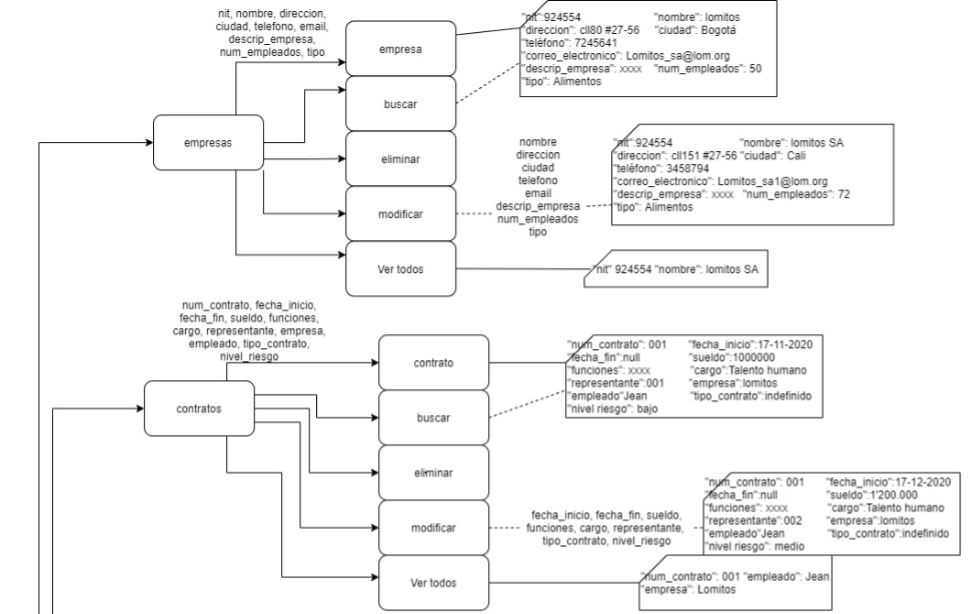 nit, nombre, direccion,
ciudad, telefono, email,
descrip_empresa,
num_empleados, tipo
empresas
empresa
buscar
eliminar
modificar
Ver todos
"nit":924554 "nombre": lomitos
"direccion": cll80 #27-56 "ciudad": Bogotá
"teléfono": 7245641
"correo_electronico": Lomitos_sa@lom.org
"descrip_empresa": xxxx "num_empleados": 50
"tipo": Alimentos
nombre
direccion
ciudad
telefono
email
descrip_empresa
num_empleados
tipo
"nit":924554 "nombre": lomitos SA
"direccion": cll151 #27-56 "ciudad": Cali
"teléfono": 3458794
"correo_electronico": Lomitos_sa1@lom.org
"descrip_empresa": xxxx "num_empleados": 72
"tipo": Alimentos
"nit" 924554 "nombre": lomitos SA
num_contrato, fecha_inicio,
fecha_fin, sueldo, funciones,
cargo, representante, empresa,
empleado, tipo_contrato,
nivel_riesgo
contratos
contrato
buscar
eliminar
modificar
Ver todos
"num_contrato": 001 "fecha_inicio":17-11-2020
"fecha_fin":null "sueldo":1000000
"funciones": xxxx "cargo":Talento humano
"representante":001 "empresa":lomitos
"empleado"Jean "tipo_contrato":indefinido
"nivel riesgo": bajo
fecha_inicio, fecha_fin, sueldo,
funciones, cargo, representante,
tipo_contrato, nivel_riesgo
"num_contrato": 001 "fecha_inicio":17-12-2020
"fecha_fin":null "sueldo":1'200.000
"funciones": xxxx "cargo":Talento humano
"representante":002 "empresa":lomitos
"empleado"Jean "tipo_contrato":indefinido
"nivel riesgo": medio
"num_contrato": 001 "empleado": Jean
"empresa": Lomitos